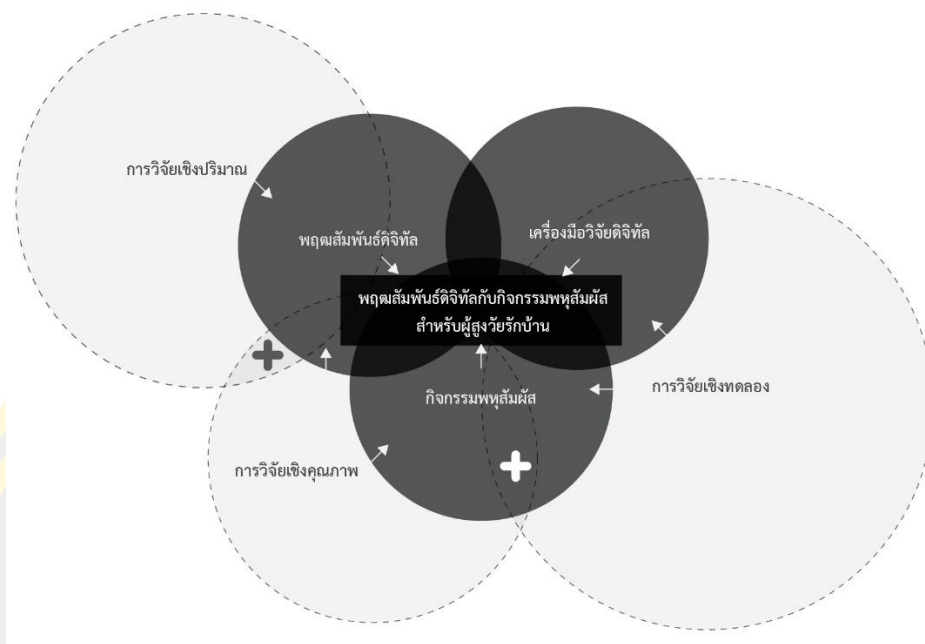 การวิจัยเชิงปริมาณ
พฤฒสัมพันธ์ดิจิทัล
เครื่องมือวิจัยดิจิทัล
พฤฒสัมพันธ์ดิจิทัลกับกิจกรรมพหุสัมผัส
สำหรับผู้สูงวัยรักบ้าน
กิจกรรมพหุสัมผัส
การวิจัยเชิงทดลอง
การวิจัยเชิงคุณภาพ